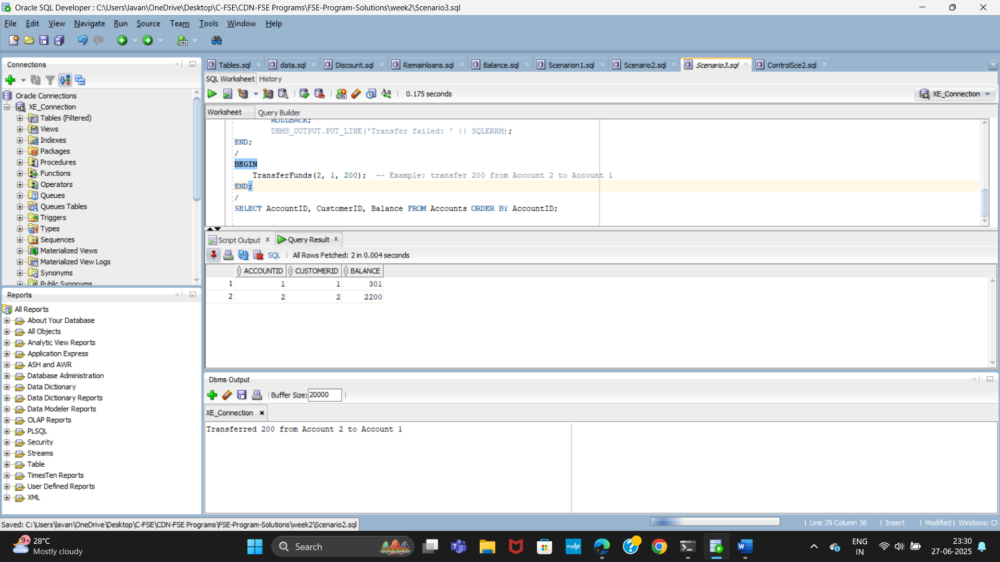 Oracle SQL Developer : C:\Users\lavan\OneDrive\Desktop\C-FSE\CDN-FSE Programs\FSE-Program-Solutions\week2\Scenario3.sql
File Edit View Navigate Run Source Team Tools Window Help
Connections
Oracle Connections
XE_Connection
Tables (Filtered)
Views
Indexes
Packages
Procedures
Functions
Operators
Queues
Queues Tables
Triggers
Types
Sequences
Materialized Views
Materialized View Logs
Synonyms
Public Synonyms
Reports
All Reports
About Your Database
All Objects
Analytic View Reports
Application Express
ASH and AWR
Database Administration
Data Dictionary
Data Dictionary Reports
Data Modeler Reports
OLAP Reports
PLSQL
Security
Streams
Table
TimesTen Reports
User Defined Reports
XML
Tables.sql data.sql Discount.sql Remainloans.sql Balance.sql Scenarion1.sql Scenario2.sql Scenario3.sql ControlSce2.sql
SQL Worksheet History
0.175 seconds XE_Connection
Worksheet Query Builder
ROLLBACK;
DBMS_OUTPUT.PUT_LINE('Transfer failed: ' || SQLERRM);
END;
/
BEGIN
TransferFunds(2, 1, 200); -- Example: transfer 200 from Account 2 to Account 1
END;
/
SELECT AccountID, CustomerID, Balance FROM Accounts ORDER BY AccountID;
Script Output Query Result
SQL All Rows Fetched: 2 in 0.004 seconds
ACCOUNTID CUSTOMERID BALANCE
1 1 1 301
2 2 2 2200
Dbms Output
Buffer Size: 20000
XE_Connection
Transferred 200 from Account 2 to Account 1
Saved: C:\Users\lavan\OneDrive\Desktop\C-FSE\CDN-FSE Programs\FSE-Program-Solutions\week2\Scenario2.sql
Line 29 Column 36 Insert Modified Windows: CF
9+ 28°C
Mostly cloudy
Search
myhp
ENG
IN
23:30
27-06-2025